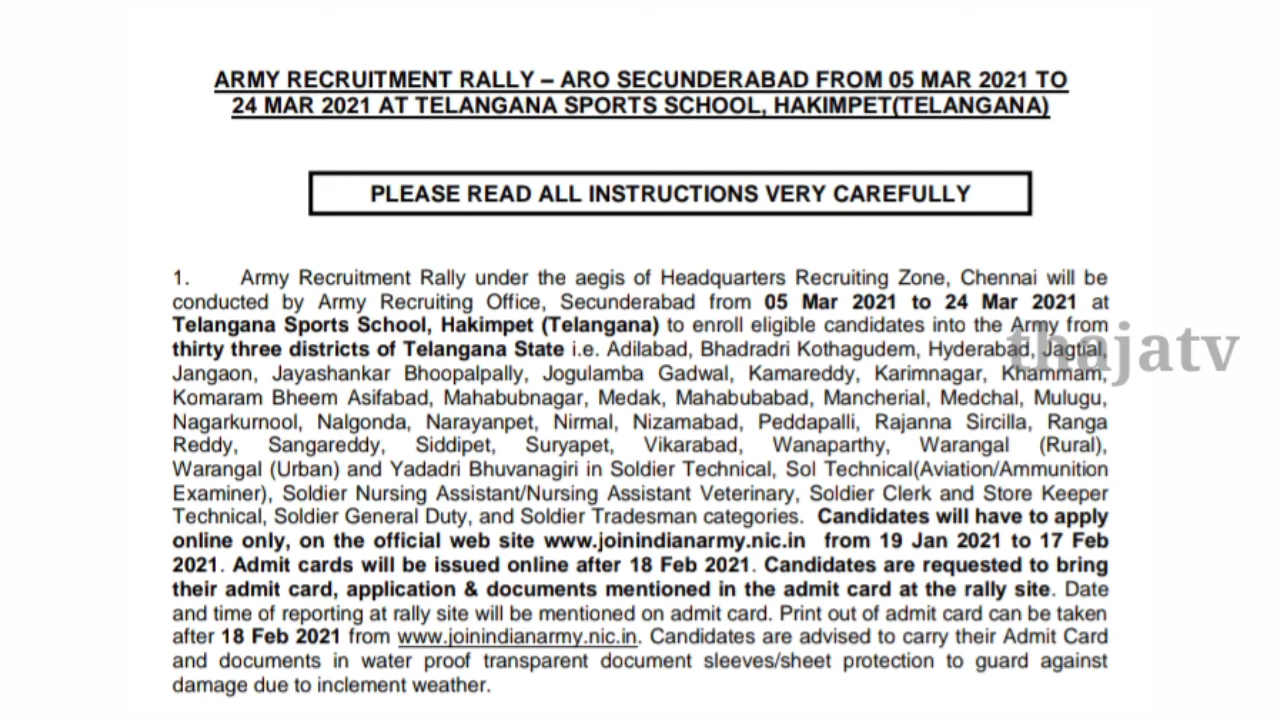 ARMY RECRUITMENT RALLY – ARO SECUNDERABAD FROM 05 MAR 2021 TO
24 MAR 2021 AT TELANGANA SPORTS SCHOOL, HAKIMPET(TELANGANA)
PLEASE READ ALL INSTRUCTIONS VERY CAREFULLY
1. Army Recruitment Rally under the aegis of Headquarters Recruiting Zone, Chennai will be
conducted by Army Recruiting Office, Secunderabad from 05 Mar 2021 to 24 Mar 2021 at
Telangana Sports School, Hakimpet (Telangana) to enroll eligible candidates into the Army from
thirty three districts of Telangana State i.e. Adilabad, Bhadradri Kothagudem, Hyderabad, Jagtial,
thajatv
Jangaon, Jayashankar Bhoopalpally, Jogulamba Gadwal, Kamareddy, Karimnagar, Khammam,
Komaram Bheem Asifabad, Mahabubnagar, Medak, Mahabubabad, Mancherial, Medchal, Mulugu,
Nagarkurnool, Nalgonda, Narayanpet, Nirmal, Nizamabad, Peddapalli, Rajanna Sircilla, Ranga
Reddy, Sangareddy, Siddipet, Suryapet, Vikarabad, Wanaparthy, Warangal (Rural),
Warangal (Urban) and Yadadri Bhuvanagiri in Soldier Technical, Sol Technical(Aviation/Ammunition
Examiner), Soldier Nursing Assistant/Nursing Assistant Veterinary, Soldier Clerk and Store Keeper
Technical, Soldier General Duty, and Soldier Tradesman categories. Candidates will have to apply
online only, on the official web site www.joinindianarmy.nic.in from 19 Jan 2021 to 17 Feb
2021. Admit cards will be issued online after 18 Feb 2021. Candidates are requested to bring
their admit card, application & documents mentioned in the admit card at the rally site. Date
and time of reporting at rally site will be mentioned on admit card. Print out of admit card can be taken
after 18 Feb 2021 from www.joinindianarmy.nic.in. Candidates are advised to carry their Admit Card
and documents in water proof transparent document sleeves/sheet protection to guard against
damage due to inclement weather.